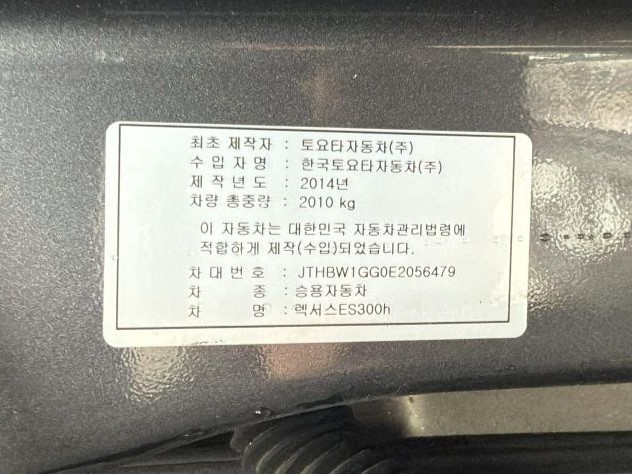 최초 제작자 : 토요타자동차(주)
수 입 자 명 : 한국토요타자동차(주)
제 작 년 도 : 2014년
차량 총중량 : 2010 kg
이 자동차는 대한민국 자동차관리법령에
적합하게 제작(수입)되었습니다.
차 대 번 호 : JTHBW1GG0E2056479
차 종 : 승용자동차
차 명 : 렉서스ES300h